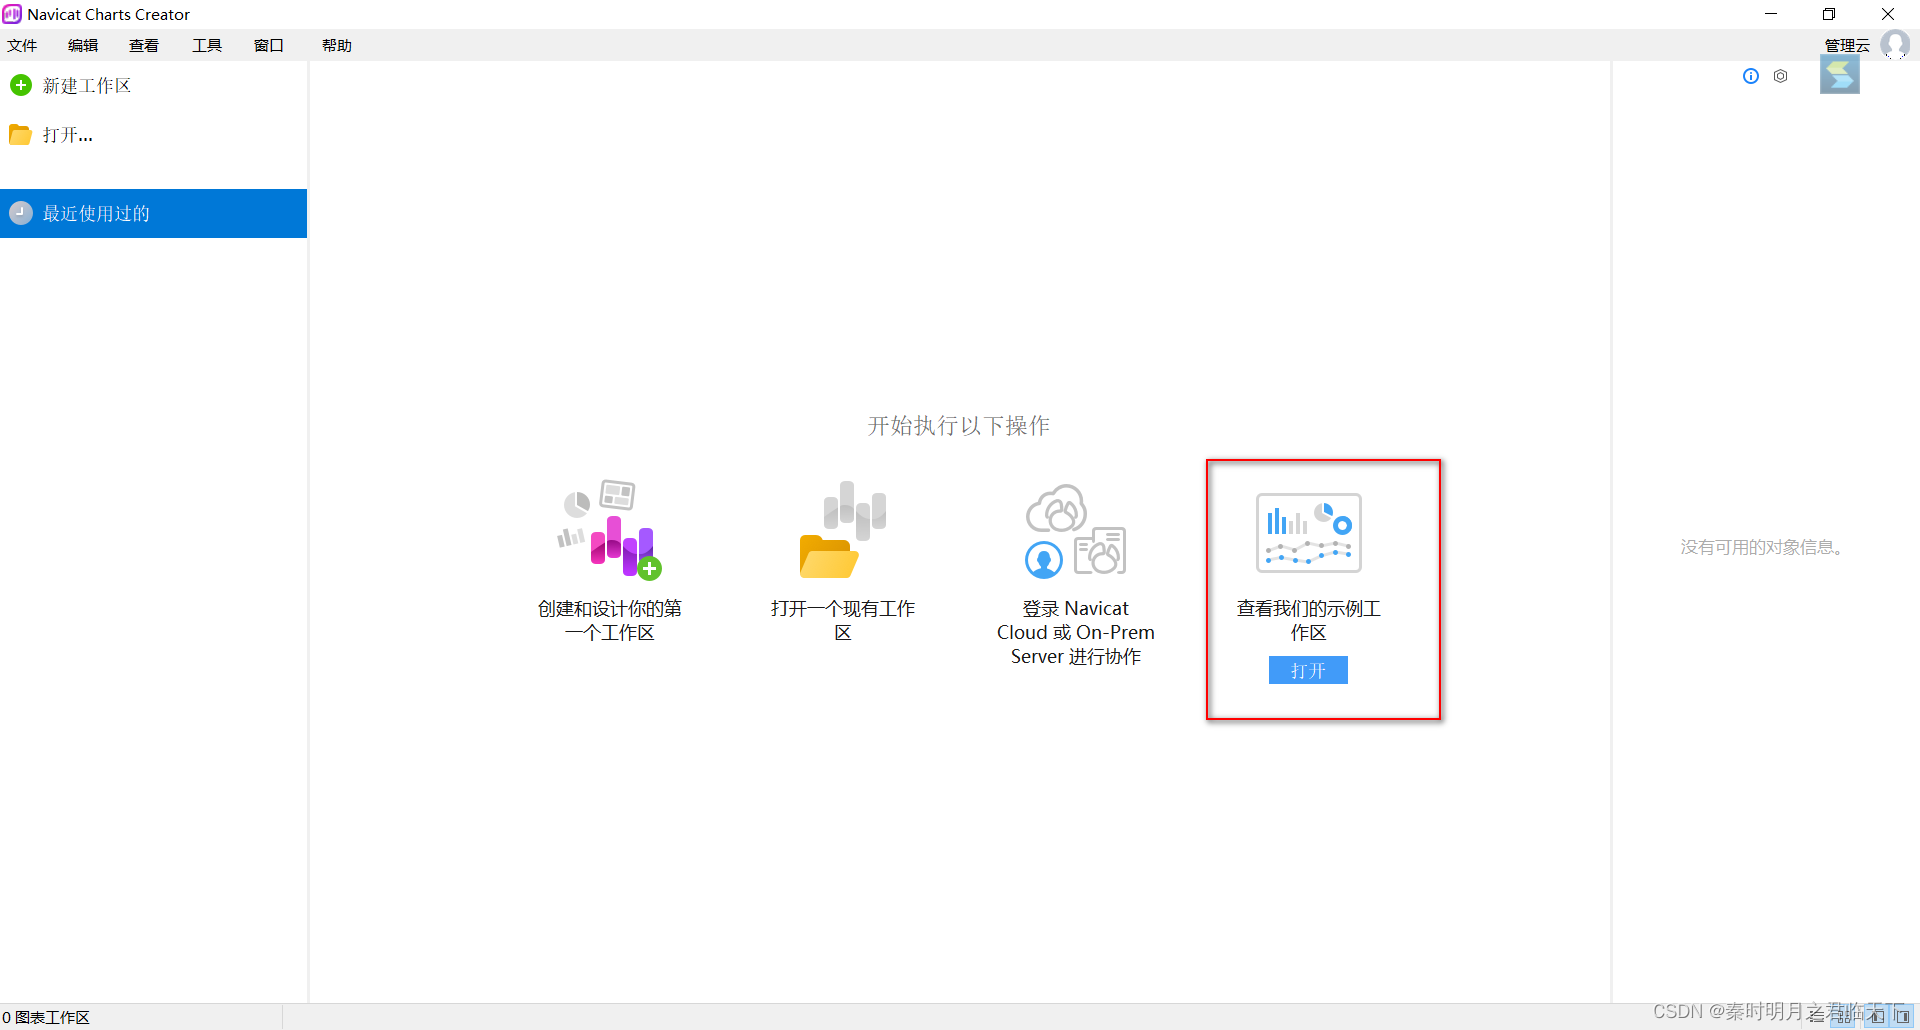 Navicat Charts Creator
文件 编辑 查看 工具 窗口 帮助 管理云
新建工作区
打开...
最近使用过的
开始执行以下操作
创建和设计你的第
一个工作区
打开一个现有工作
区
登录 Navicat
Cloud 或 On-Prem
Server 进行协作
查看我们的示例工
作区
打开
没有可用的对象信息。
0 图表工作区
CSDN @秦时明月之君临天下